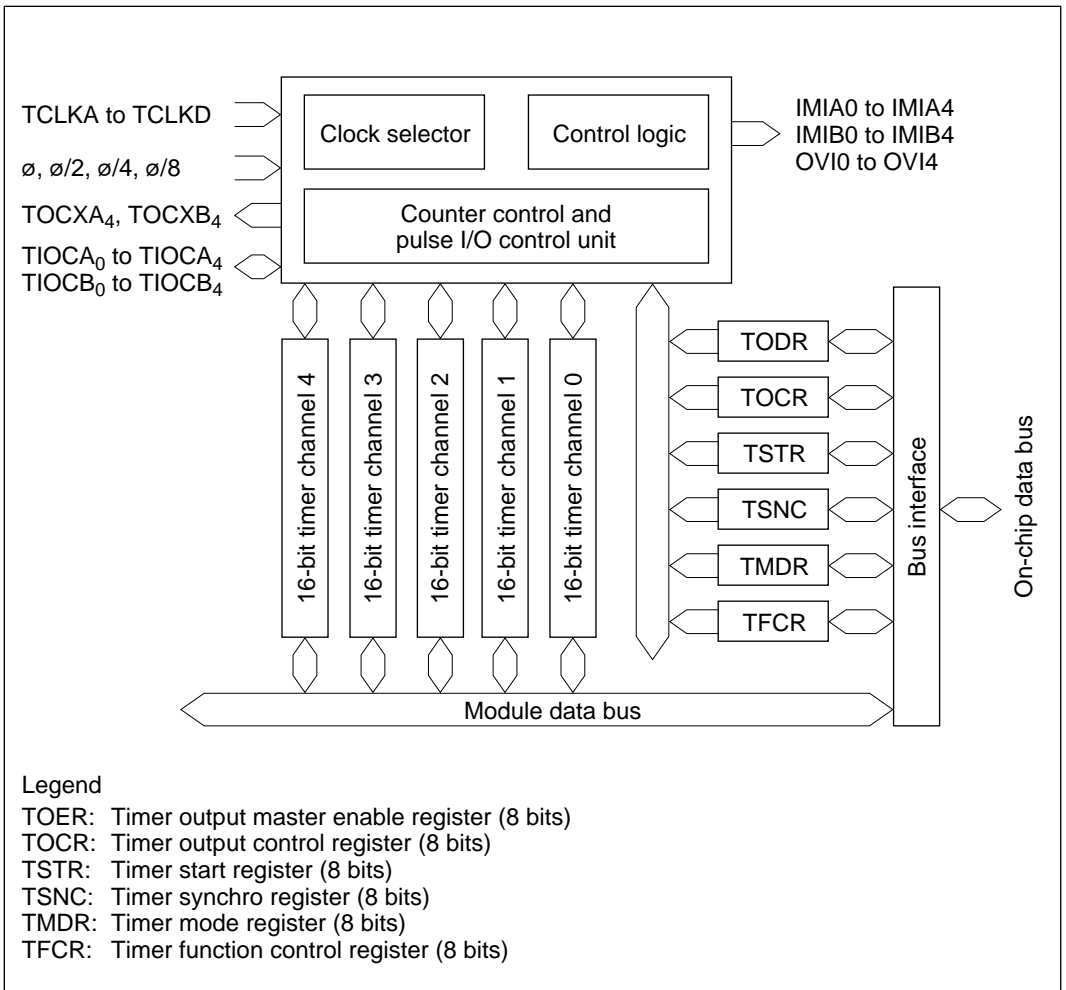 TCLKA to TCLKD
ø, ø/2, ø/4, ø/8
TOCXA4, TOCXB4
TIOCA0 to TIOCA4
TIOCB0 to TIOCB4
Clock selector
Control logic
Counter control and
pulse I/O control unit
IMIA0 to IMIA4
IMIB0 to IMIB4
OVI0 to OVI4
16-bit timer channel 4
16-bit timer channel 3
16-bit timer channel 2
16-bit timer channel 1
16-bit timer channel 0
TODR
TOCR
TSTR
TSNC
TMDR
TFCR
Bus interface
On-chip data bus
Module data bus
Legend
TOER: Timer output master enable register (8 bits)
TOCR: Timer output control register (8 bits)
TSTR: Timer start register (8 bits)
TSNC: Timer synchro register (8 bits)
TMDR: Timer mode register (8 bits)
TFCR: Timer function control register (8 bits)